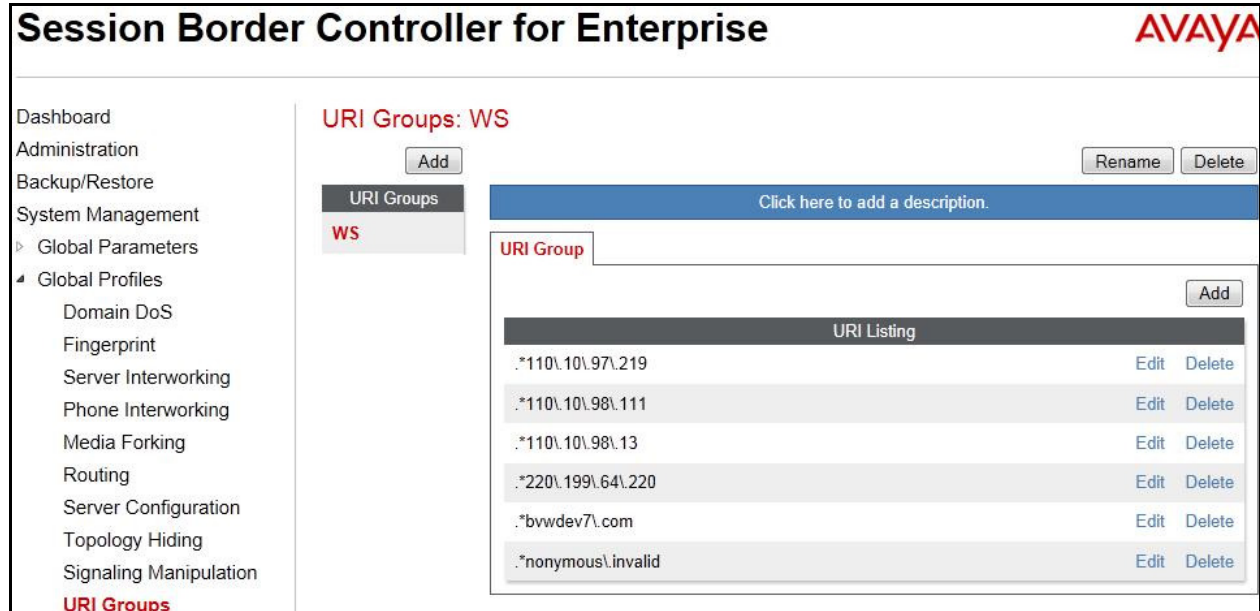 Session Border Controller for Enterprise
AVAYA
Dashboard
Administration
Backup/Restore
System Management
Global Parameters
Global Profiles
Domain DoS
Fingerprint
Server Interworking
Phone Interworking
Media Forking
Routing
Server Configuration
Topology Hiding
Signaling Manipulation
URI Groups
URI Groups: WS
Add
Rename Delete
URI Groups
WS
Click here to add a description.
URI Group
Add
URI Listing
.*110\.10\.97\.219 Edit Delete
.*110\.10\.98\.111 Edit Delete
.*110\.10\.98\.13 Edit Delete
.*220\.199\.64\.220 Edit Delete
.*bvwdev7\.com Edit Delete
.*nonymous\.invalid Edit Delete